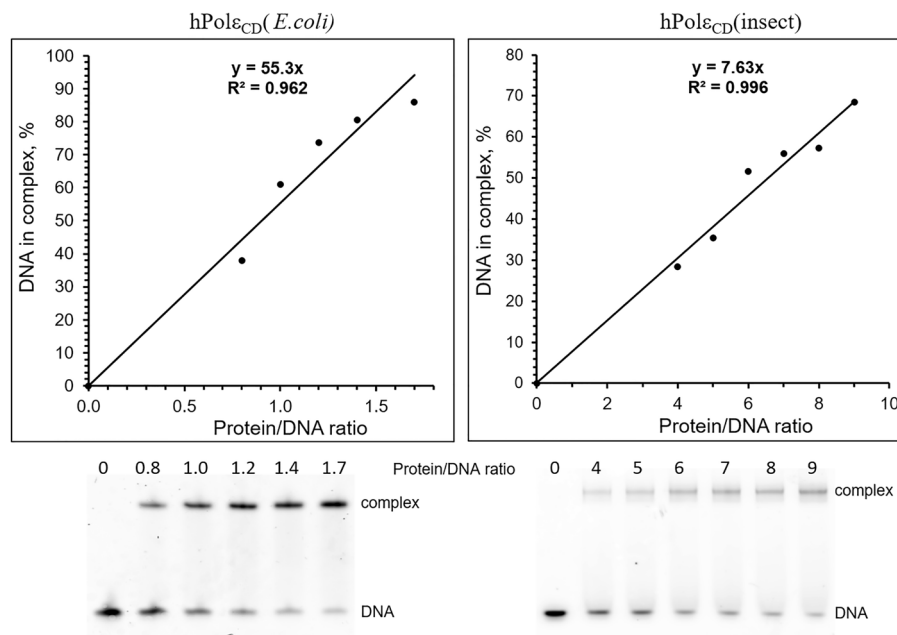 hPolεCD(E.coli)
hPolεCD(insect)
y = 55.3x
R² = 0.962
DNA in complex, %
100
90
80
70
60
50
40
30
20
10
0
0.0 0.5 1.0 1.5
Protein/DNA ratio
y = 7.63x
R² = 0.996
DNA in complex, %
80
70
60
50
40
30
20
10
0
0 2 4 6 8 10
Protein/DNA ratio
0 0.8 1.0 1.2 1.4 1.7 Protein/DNA ratio 0 4 5 6 7 8 9
complex
complex
DNA
DNA